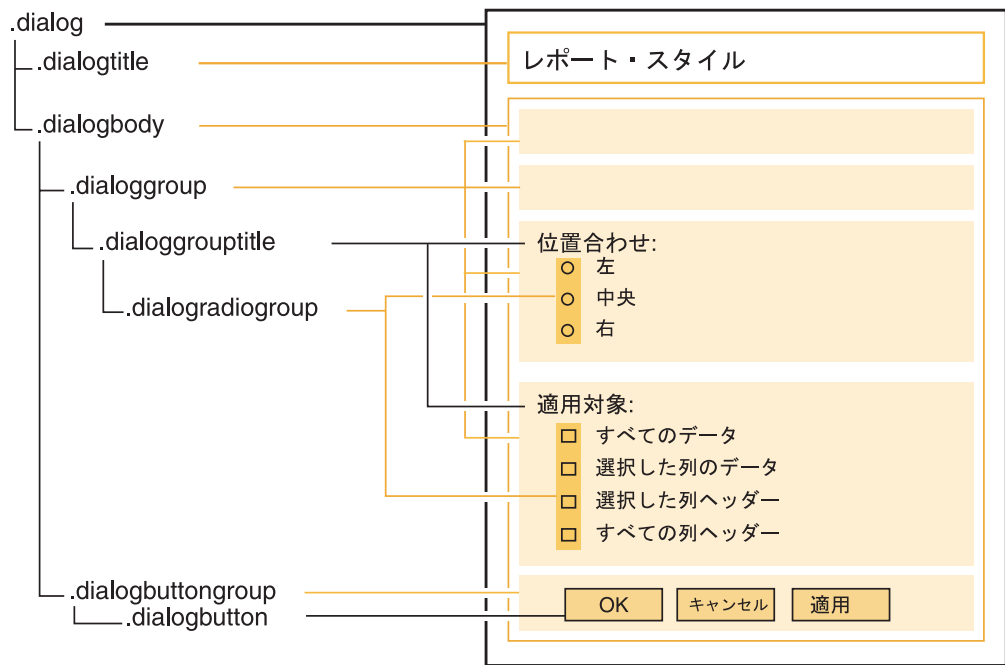 .dialog
.dialogtitle
.dialogbody
.dialoggroup
.dialoggrouptitle
.dialogradiogroup
.dialogbuttongroup
.dialogbutton
レポート・スタイル
位置合わせ:
左
中央
右
適用対象:
すべてのデータ
選択した列のデータ
選択した列ヘッダー
すべての列ヘッダー
OK キャンセル 適用